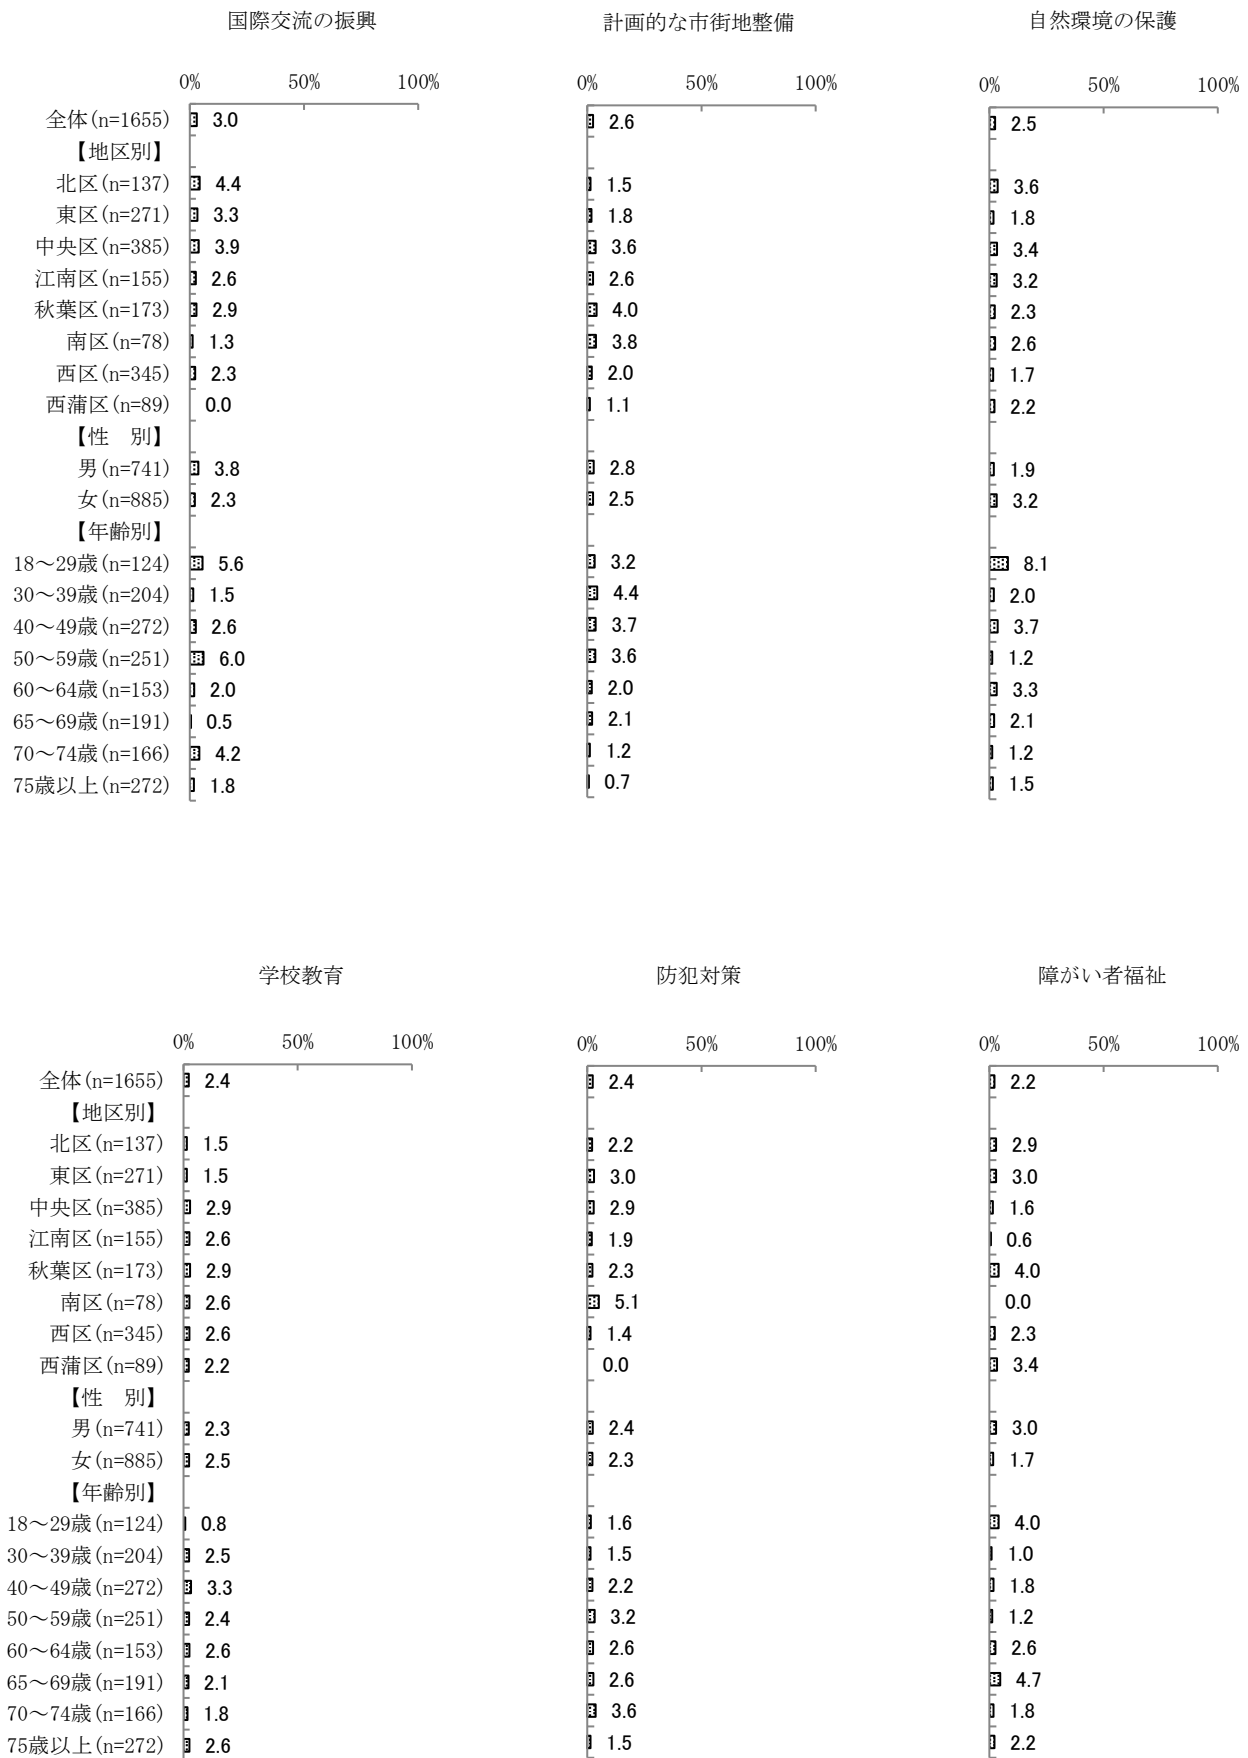 国際交流の振興 計画的な市街地整備 自然環境の保護
0% 50% 100% 0% 50% 100% 0% 50% 100%
全体(n=1655) 3.0 2.6 2.5
【地区別】
北区(n=137) 4.4 1.5 3.6
東区(n=271) 3.3 1.8 1.8
中央区(n=385) 3.9 3.6 3.4
江南区(n=155) 2.6 2.6 3.2
秋葉区(n=173) 2.9 4.0 2.3
南区(n=78) 1.3 3.8 2.6
西区(n=345) 2.3 2.0 1.7
西蒲区(n=89) 0.0 1.1 2.2
【性　別】
男(n=741) 3.8 2.8 1.9
女(n=885) 2.3 2.5 3.2
【年齢別】
18～29歳(n=124) 5.6 3.2 8.1
30～39歳(n=204) 1.5 4.4 2.0
40～49歳(n=272) 2.6 3.7 3.7
50～59歳(n=251) 6.0 3.6 1.2
60～64歳(n=153) 2.0 2.0 3.3
65～69歳(n=191) 0.5 2.1 2.1
70～74歳(n=166) 4.2 1.2 1.2
75歳以上(n=272) 1.8 0.7 1.5
学校教育 防犯対策 障がい者福祉
0% 50% 100% 0% 50% 100% 0% 50% 100%
全体(n=1655) 2.4 2.4 2.2
【地区別】
北区(n=137) 1.5 2.2 2.9
東区(n=271) 1.5 3.0 3.0
中央区(n=385) 2.9 2.9 1.6
江南区(n=155) 2.6 1.9 0.6
秋葉区(n=173) 2.9 2.3 4.0
南区(n=78) 2.6 5.1 0.0
西区(n=345) 2.6 1.4 2.3
西蒲区(n=89) 2.2 0.0 3.4
【性　別】
男(n=741) 2.3 2.4 3.0
女(n=885) 2.5 2.3 1.7
【年齢別】
18～29歳(n=124) 0.8 1.6 4.0
30～39歳(n=204) 2.5 1.5 1.0
40～49歳(n=272) 3.3 2.2 1.8
50～59歳(n=251) 2.4 3.2 1.2
60～64歳(n=153) 2.6 2.6 2.6
65～69歳(n=191) 2.1 2.6 4.7
70～74歳(n=166) 1.8 3.6 1.8
75歳以上(n=272) 2.6 1.5 2.2